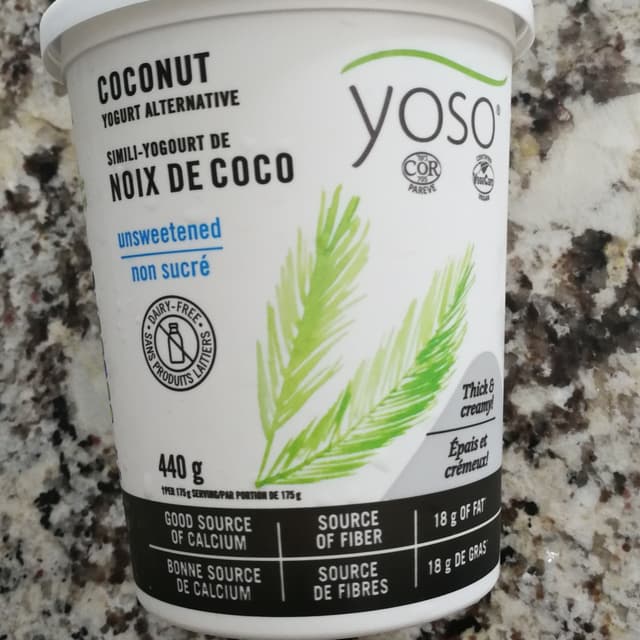 COCONUT
YOGURT ALTERNATIVE
SIMILI-YOGOURT DE
NOIX DE COCO
unsweetened
non sucré
DAIRY-FREE
SANS PRODUITS LAITIERS
yoso®
COR
PAREVE
Thick &
creamy!
Épais et
crémeux!
440 g
†PER 175 g SERVING/PAR PORTION DE 175 g
GOOD SOURCE
OF CALCIUM
SOURCE
OF FIBER
18 g OF FAT†
BONNE SOURCE
DE CALCIUM
SOURCE
DE FIBRES
18 g DE GRAS†